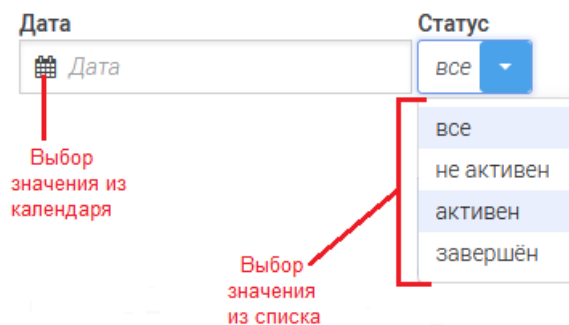 Дата
Статус
Дата
все
все
не активен
активен
завершён
Выбор
значения из
календаря
Выбор
значения
из списка